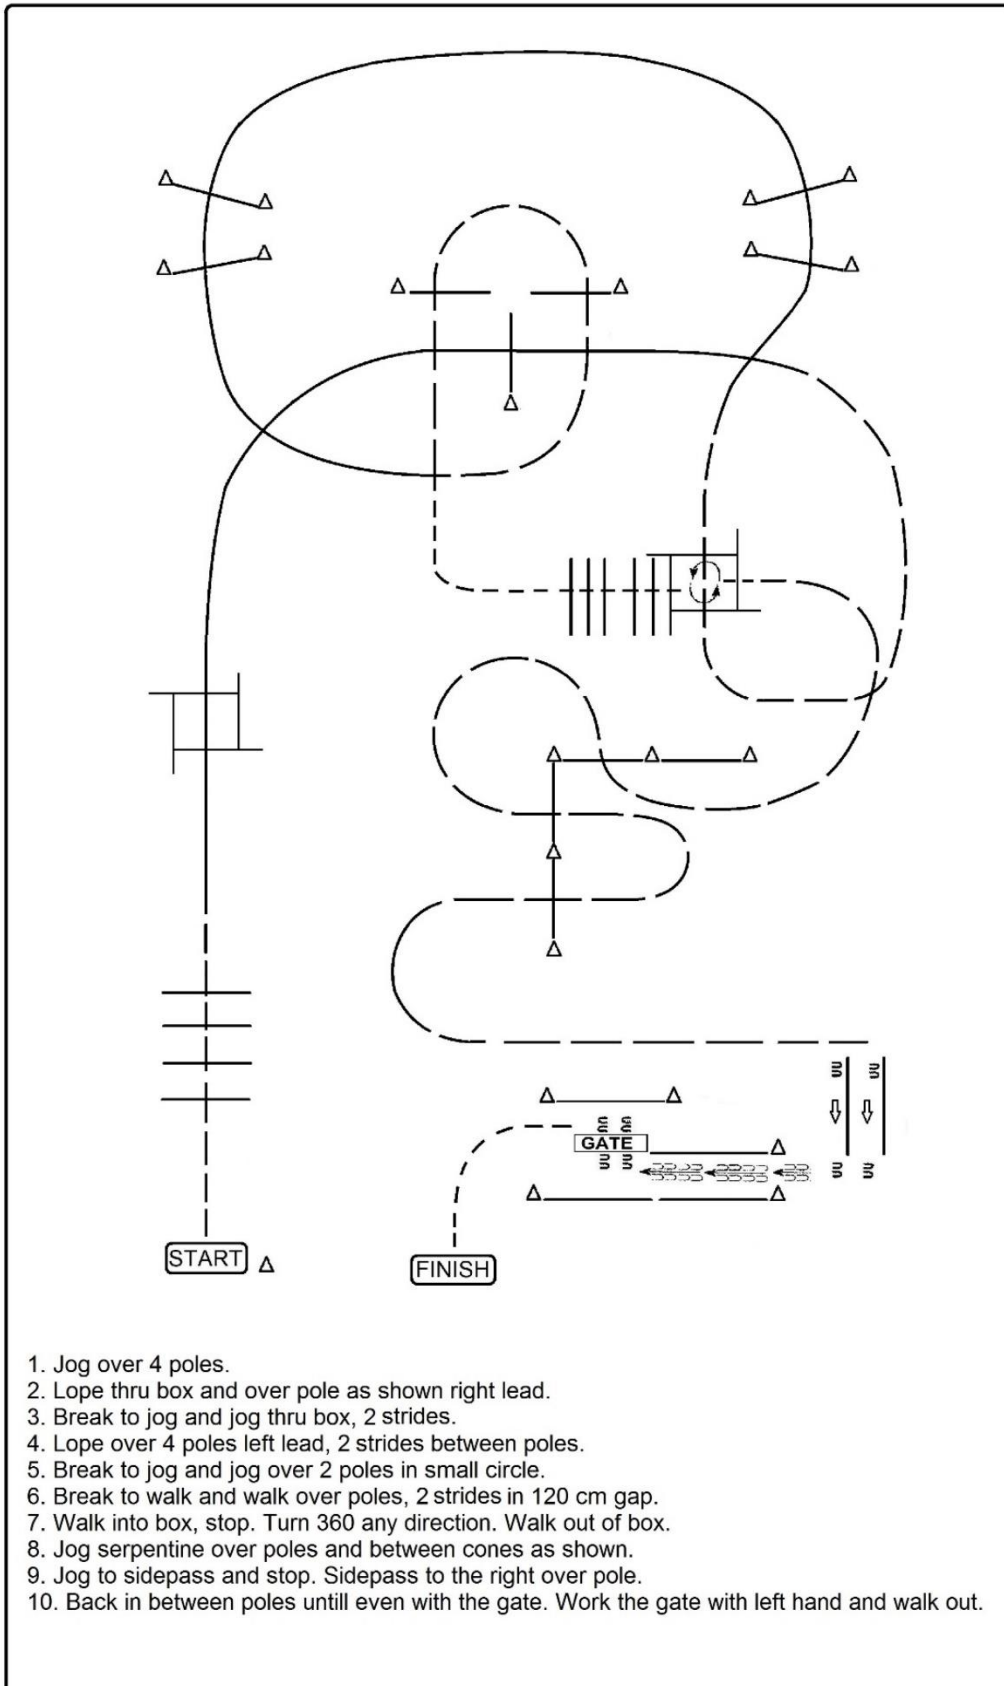 GATE
START
FINISH
1. Jog over 4 poles.
2. Lope thru box and over pole as shown right lead.
3. Break to jog and jog thru box, 2 strides.
4. Lope over 4 poles left lead, 2 strides between poles.
5. Break to jog and jog over 2 poles in small circle.
6. Break to walk and walk over poles, 2 strides in 120 cm gap.
7. Walk into box, stop. Turn 360 any direction. Walk out of box.
8. Jog serpentine over poles and between cones as shown.
9. Jog to sidepass and stop. Sidepass to the right over pole.
10. Back in between poles untill even with the gate. Work the gate with left hand and walk out.